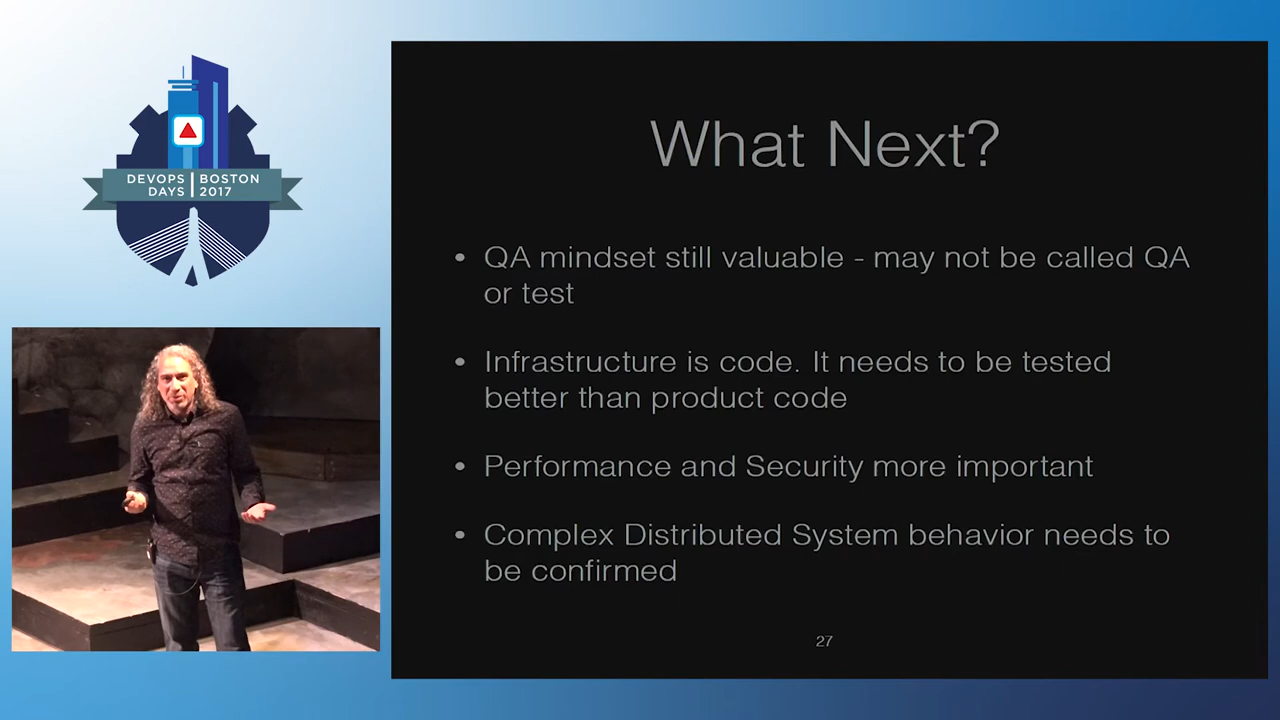 DEVOPS BOSTON
DAYS 2017
What Next?
• QA mindset still valuable - may not be called QA
or test
• Infrastructure is code. It needs to be tested
better than product code
• Performance and Security more important
• Complex Distributed System behavior needs to
be confirmed
27